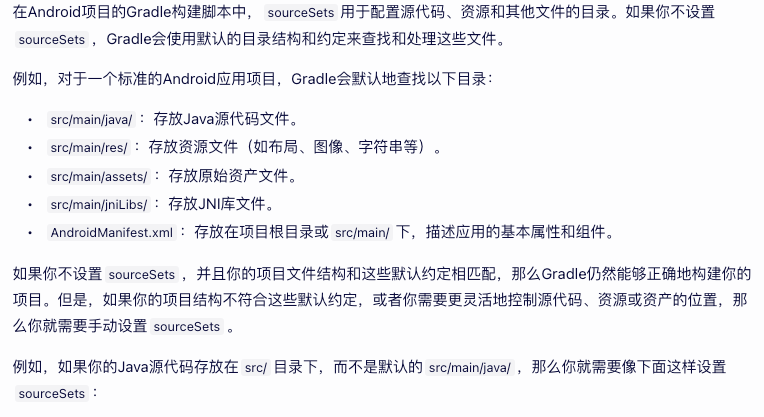 在Android项目的Gradle构建脚本中， sourceSets 用于配置源代码、资源和其他文件的目录。如果你不设置
sourceSets ，Gradle会使用默认的目录结构和约定来查找和处理这些文件。
例如，对于一个标准的Android应用项目，Gradle会默认地查找以下目录：
• src/main/java/ ： 存放Java源代码文件。
• src/main/res/ ： 存放资源文件（如布局、图像、字符串等）。
• src/main/assets/ ： 存放原始资产文件。
• src/main/jniLibs/ ： 存放JNI库文件。
• AndroidManifest.xml ： 存放在项目根目录或 src/main/ 下，描述应用的基本属性和组件。
如果你不设置 sourceSets ，并且你的项目文件结构和这些默认约定相匹配，那么Gradle仍然能够正确地构建你的
项目。但是，如果你的项目结构不符合这些默认约定，或者你需要更灵活地控制源代码、资源或资产的位置，那
么你就需要手动设置 sourceSets 。
例如，如果你的Java源代码存放在 src/ 目录下，而不是默认的 src/main/java/ ，那么你就需要像下面这样设置
sourceSets ：